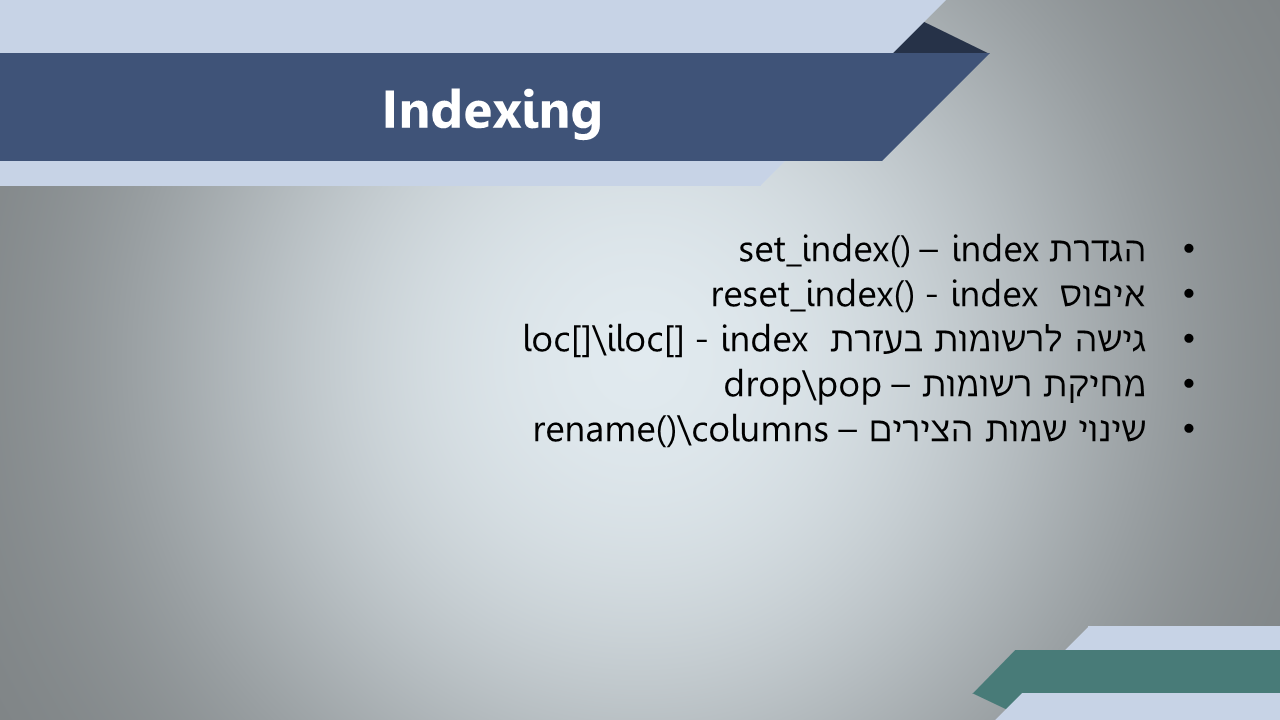 Indexing
• הגדרת index – set_index()
• איפוס  index - reset_index()
• גישה לרשומות בעזרת  index - loc[]\iloc[]
• מחיקת רשומות – drop\pop
• שינוי שמות הצירים – rename()\columns